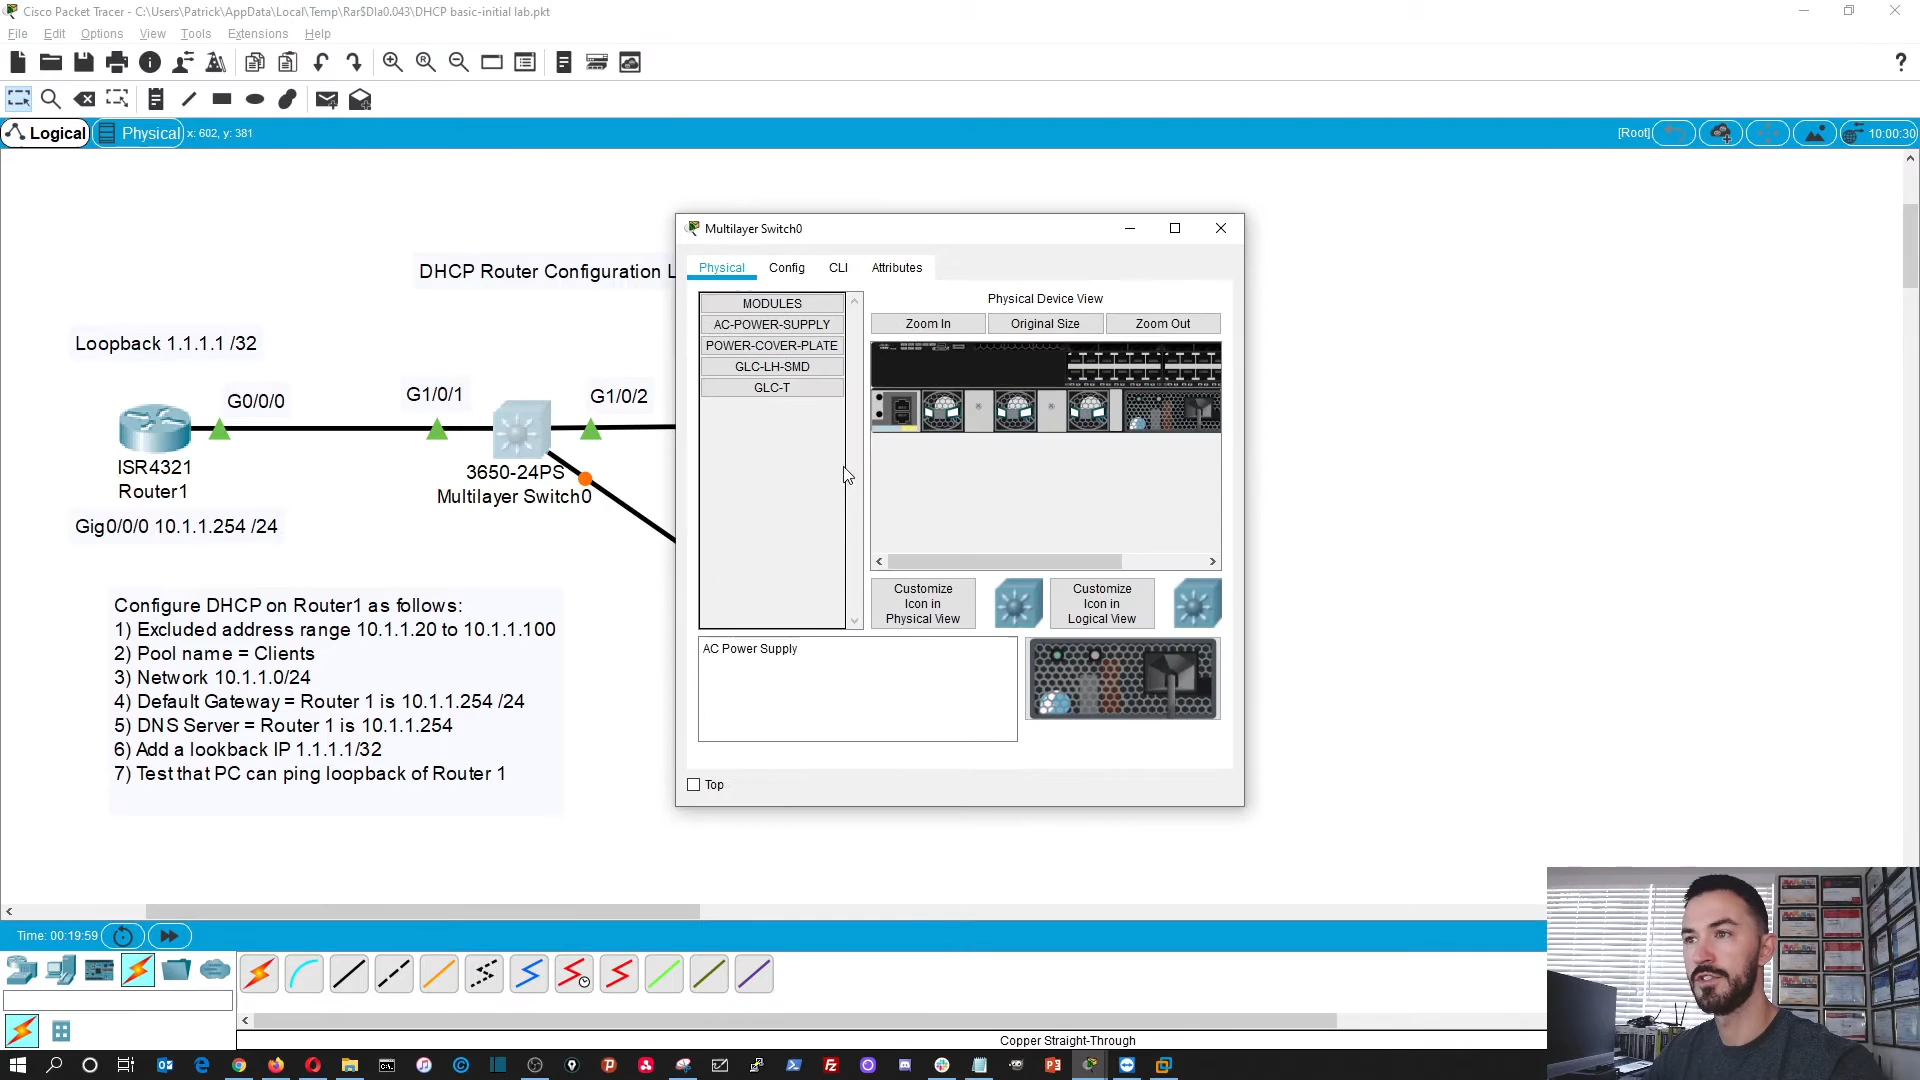 Cisco Packet Tracer - C:\Users\Patrick\AppData\Local\Temp\Rar$DIa0.043\DHCP basic-initial lab.pkt
File Edit Options View Tools Extensions Help
Logical Physical x: 602, y: 381 [Root] 10:00:30
DHCP Router Configuration L
Loopback 1.1.1.1 /32
G0/0/0
G1/0/1
G1/0/2
ISR4321
Router1
3650-24PS
Multilayer Switch0
Gig0/0/0 10.1.1.254 /24
Configure DHCP on Router1 as follows:
1) Excluded address range 10.1.1.20 to 10.1.1.100
2) Pool name = Clients
3) Network 10.1.1.0/24
4) Default Gateway = Router 1 is 10.1.1.254 /24
5) DNS Server = Router 1 is 10.1.1.254
6) Add a lookback IP 1.1.1.1/32
7) Test that PC can ping loopback of Router 1
Multilayer Switch0
Physical Config CLI Attributes
MODULES
AC-POWER-SUPPLY
POWER-COVER-PLATE
GLC-LH-SMD
GLC-T
Physical Device View
Zoom In Original Size Zoom Out
Customize
Icon in
Physical View
Customize
Icon in
Logical View
AC Power Supply
Top
Time: 00:19:59
Copper Straight-Through